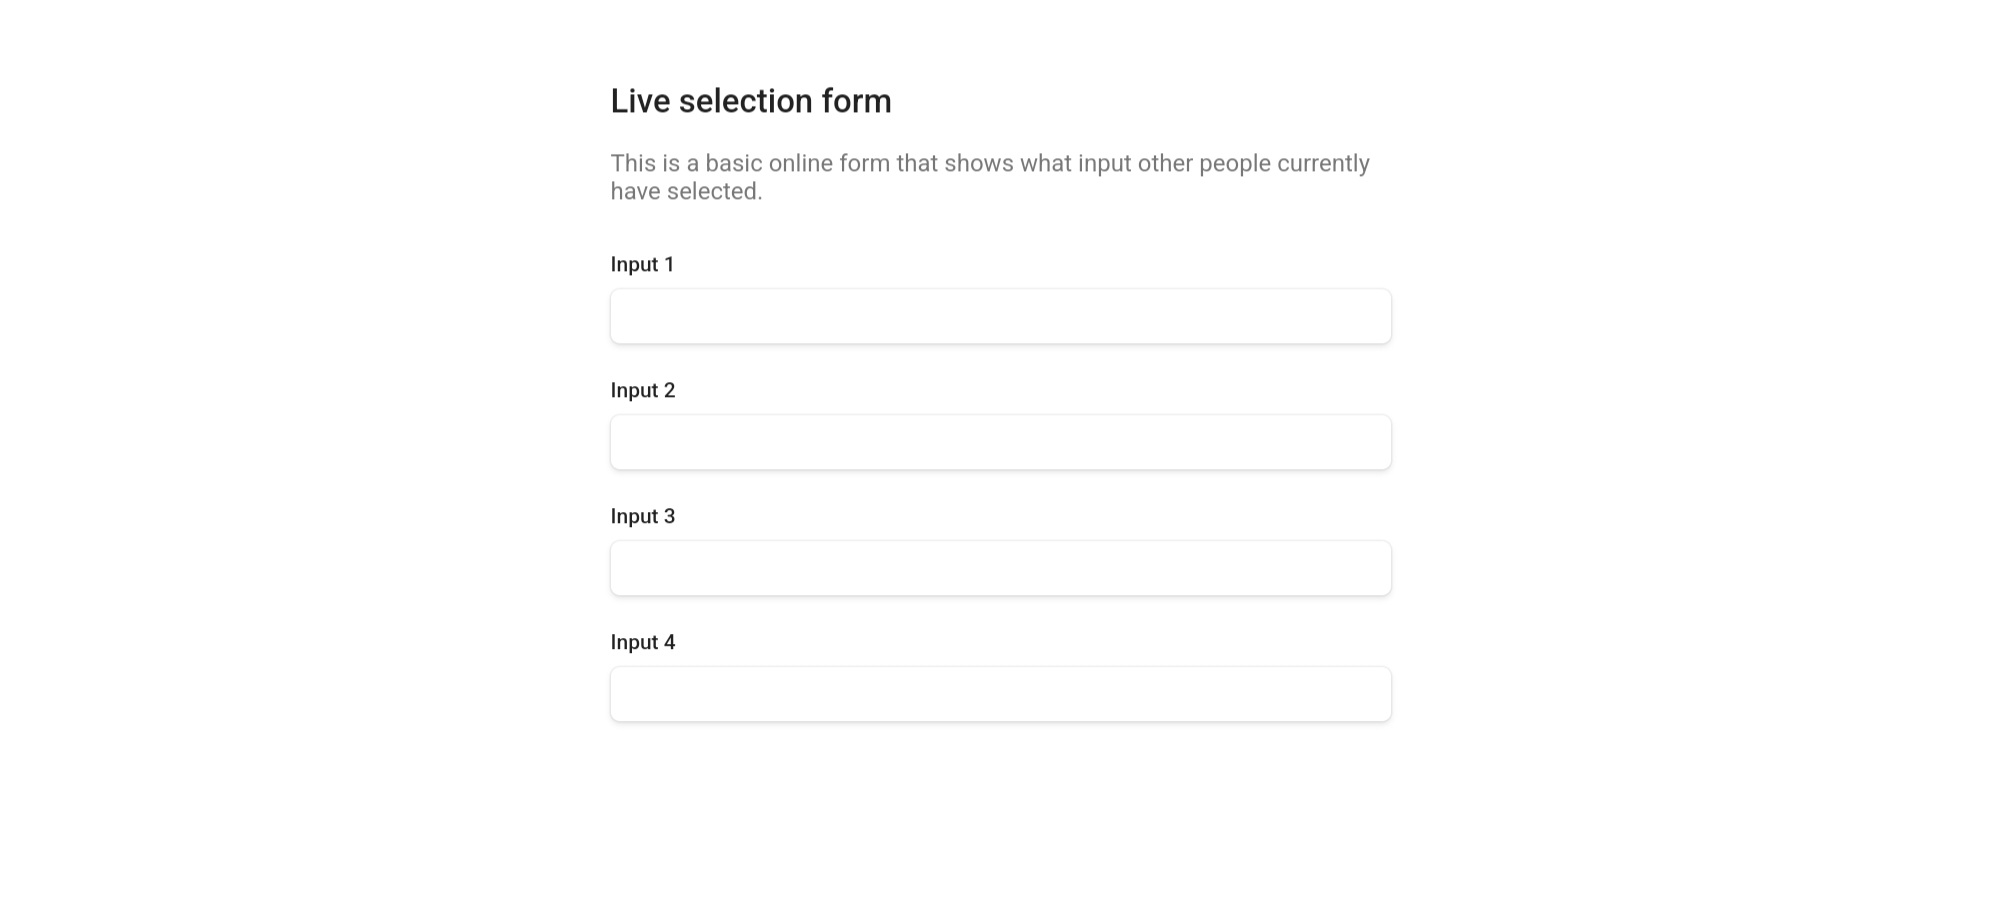 Live selection form
This is a basic online form that shows what input other people currently
have selected.
Input 1
Input 2
Input 3
Input 4